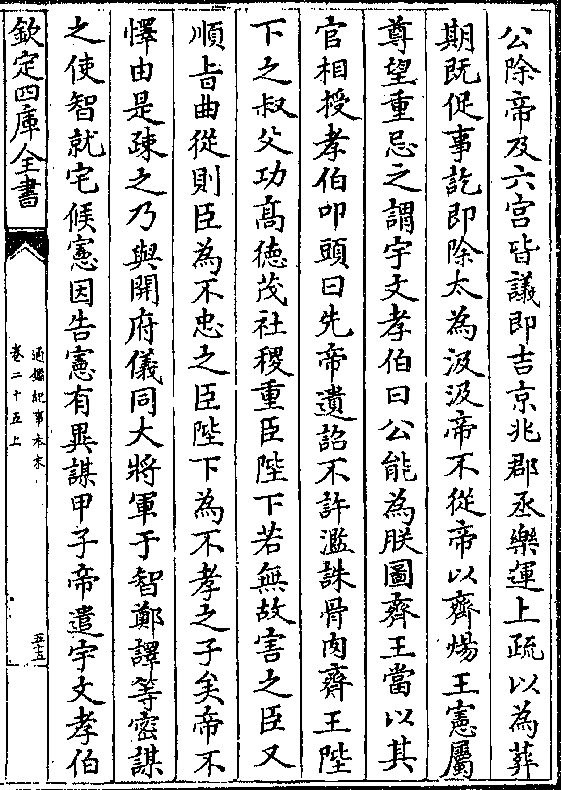 公除帝及六宮皆議即吉京兆郡丞樂運上疏以為葬
期既促事訖即除太為汲汲帝不從帝以齊煬王憲屬
尊望重忌之謂宇文孝伯曰公能為朕圖齊王當以其
官相授孝伯叩頭曰先帝遺詔不許濫誅骨肉齊王陛
下之叔父功高德茂社稷重臣陛下若無故害之臣又
順㫖曲從則臣為不忠之臣陛下為不孝之子矣帝不
懌由是疎之乃與開府儀同大將軍于智鄭譯等密謀
之使智就宅候憲因告憲有異謀甲子帝遣宇文孝伯
欽定四庫全書
通鑑紀事本末
卷二十五上
五十五